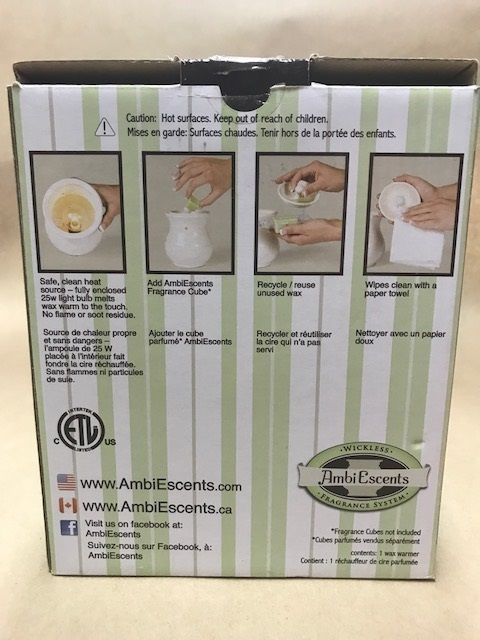 Caution: Hot surfaces. Keep out of reach of children.
Mises en garde: Surfaces chaudes. Tenir hors de la portée des enfants.
Safe, clean heat
source – fully enclosed
25w light bulb melts
wax warm to the touch.
No flame or soot residue.
Source de chaleur propre
et sans dangers –
l'ampoule de 25 W
placée à l'intérieur fait
fondre la cire réchauffée.
Sans flammes ni particules
de suie.
Add AmbiEscents
Fragrance Cube*
Ajouter le cube
parfumé* AmbiEscents
Recycle / reuse
unused wax
Recycler et réutiliser
la cire qui n'a pas
servi
Wipes clean with a
paper towel
Nettoyer avec un papier
doux
INTERTEK
C ETL US
LISTED
www.AmbiEscents.com
www.AmbiEscents.ca
Visit us on facebook at:
AmbiEscents
Suivez-nous sur Facebook, à:
AmbiEscents
·WICKLESS·
AmbiEscents
·FRAGRANCE SYSTEM·
*Fragrance Cubes not included
*Cubes parfumés vendus séparément
contents: 1 wax warmer
Contient : 1 réchauffeur de cire parfumée